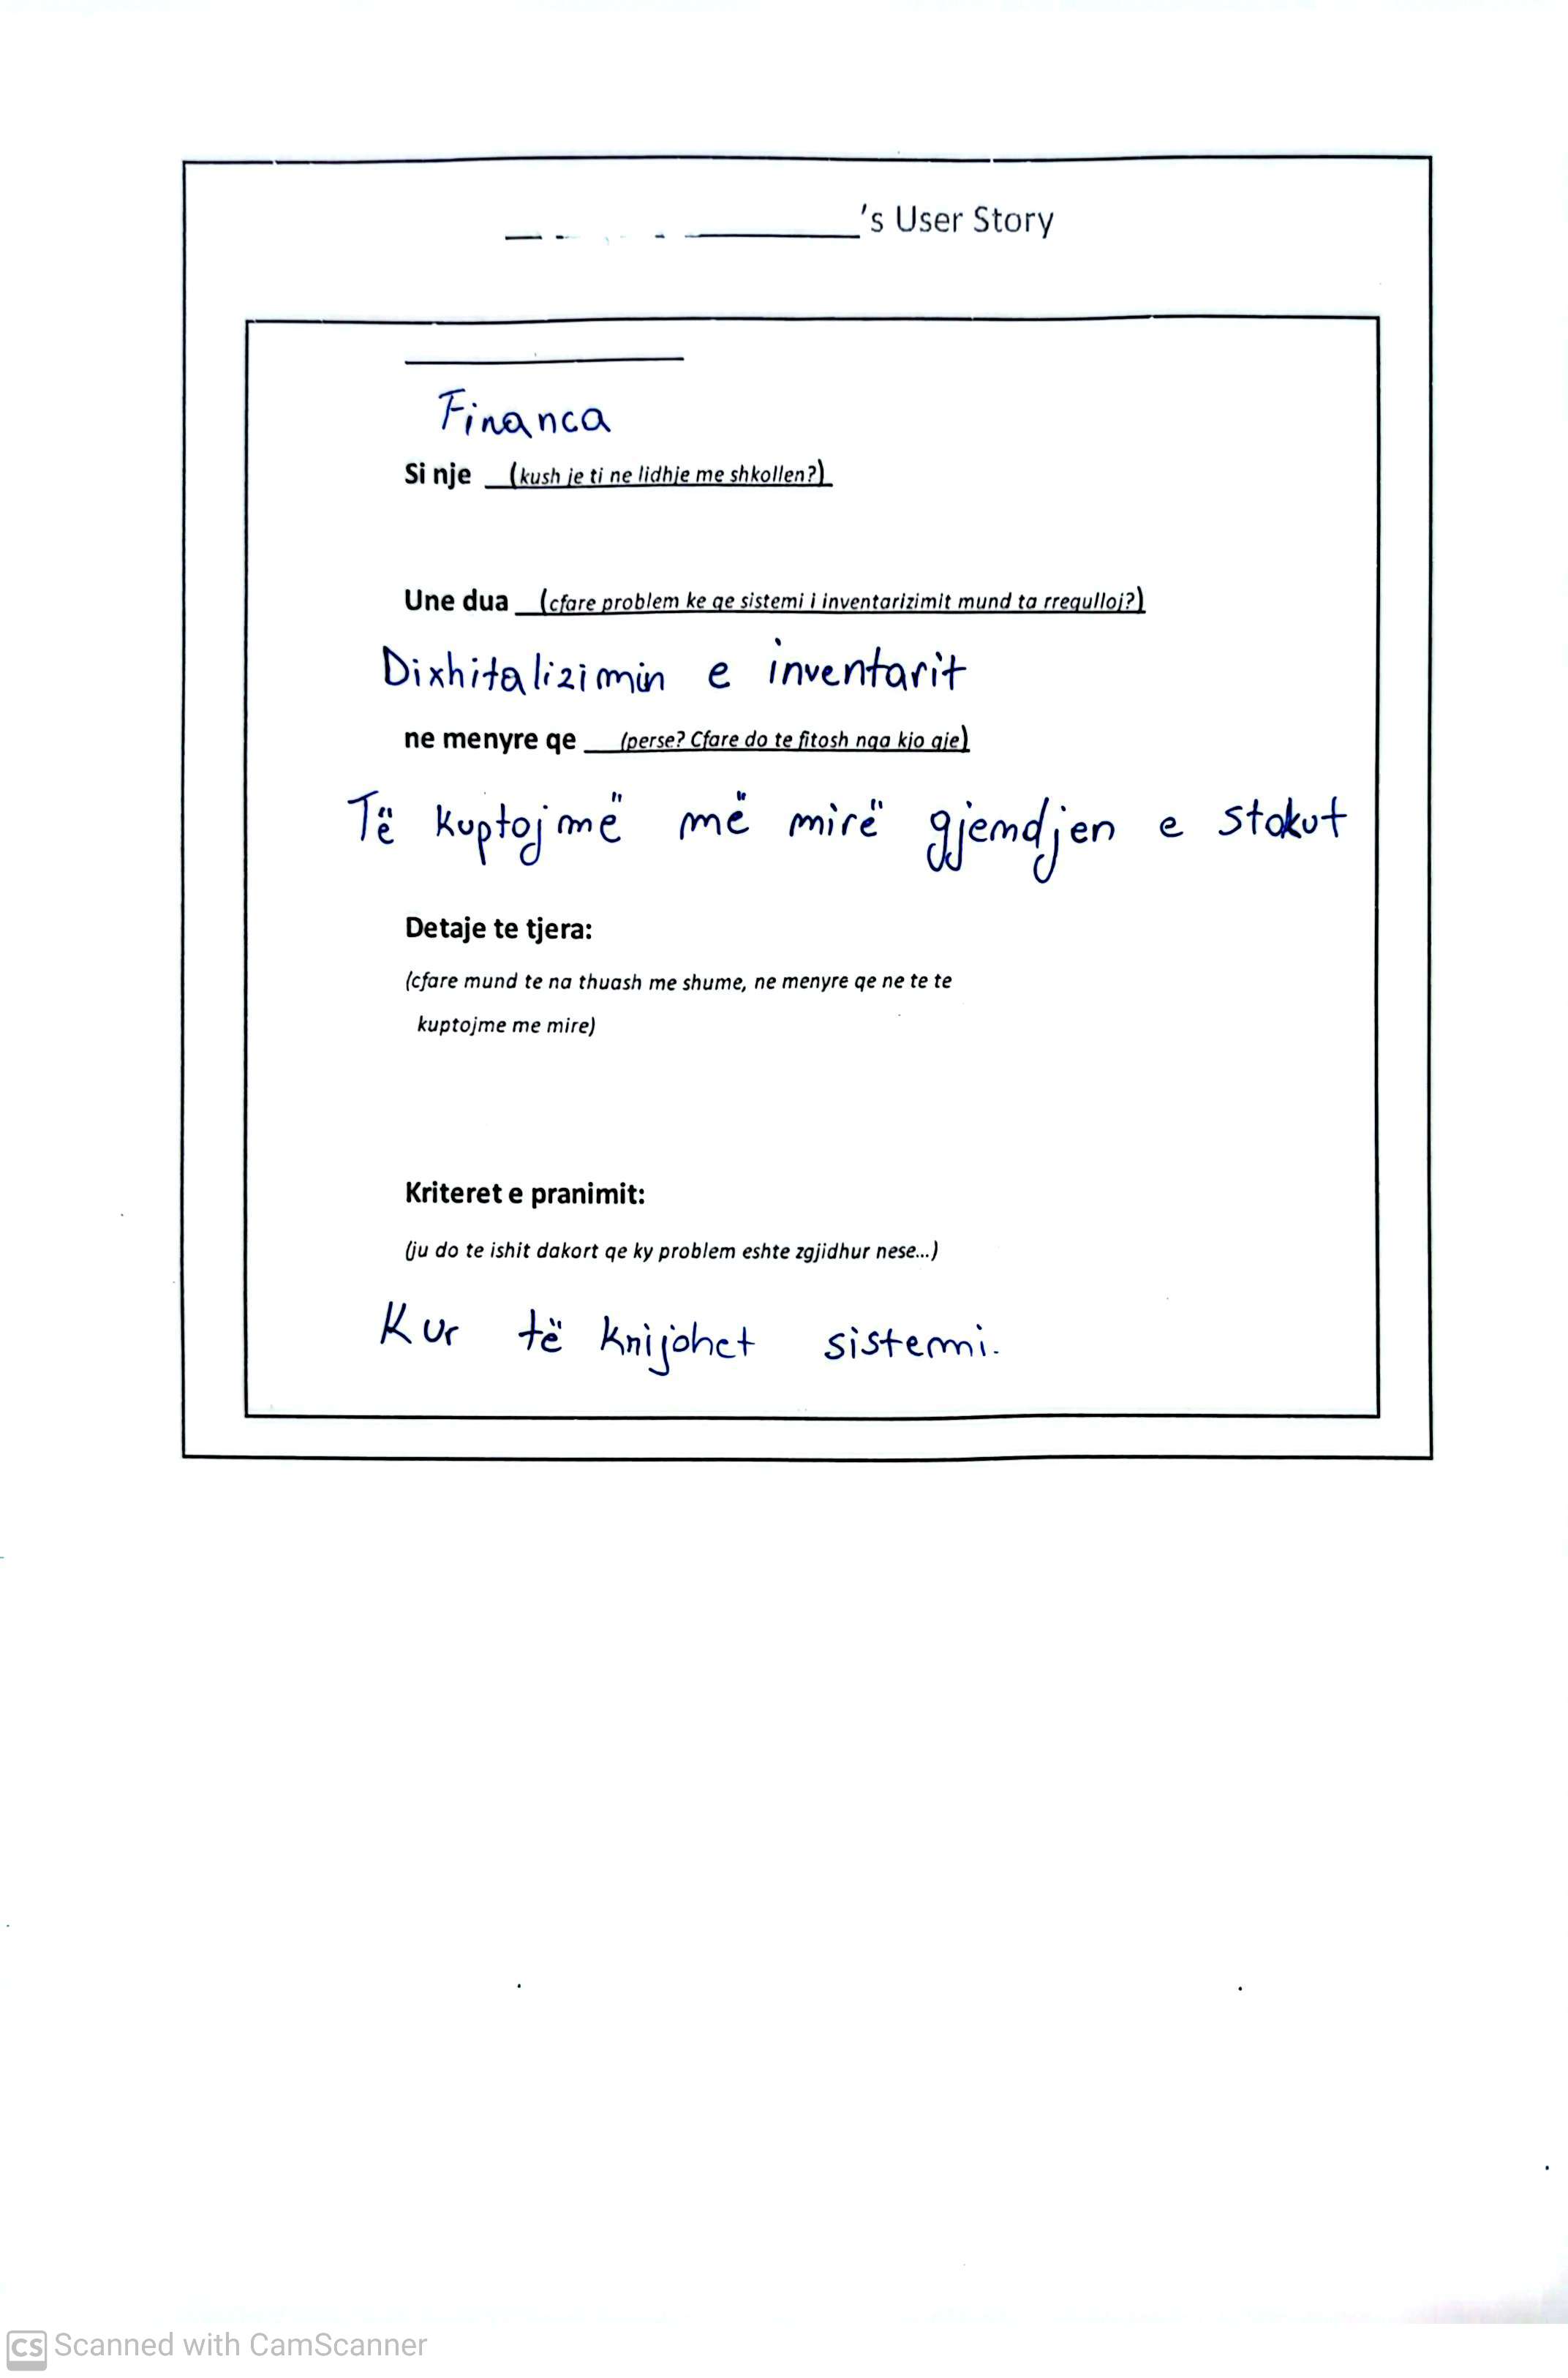 's User Story
Financa
Si nje (kush je ti ne lidhje me shkollen?)
Une dua (cfare problem ke qe sistemi i inventarizimit mund ta rregulloj?)
Dixhitalizimin e inventarit
ne menyre qe (perse? Cfare do te fitosh nga kjo gje)
Të kuptojmë më mirë gjemdjen e stokut
Detaje te tjera:
(cfare mund te na thuash me shume, ne menyre qe ne te te
kuptojme me mire)
Kriteret e pranimit:
(ju do te ishit dakort qe ky problem eshte zgjidhur nese...)
Kur të krijohet sistemi.
CS Scanned with CamScanner